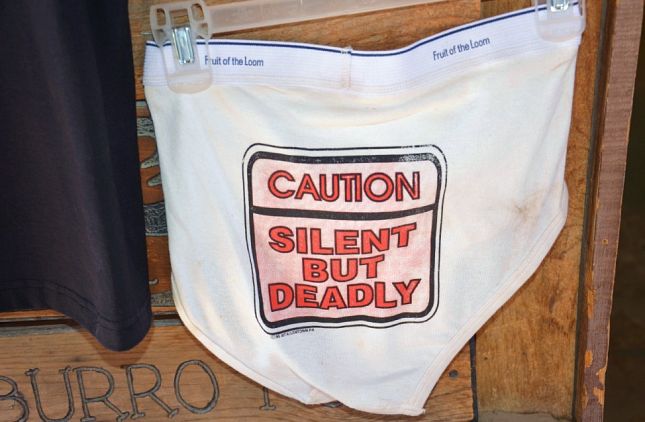 Fruit of the Loom
Fruit of the Loom
CAUTION
SILENT
BUT
DEADLY
BURRO